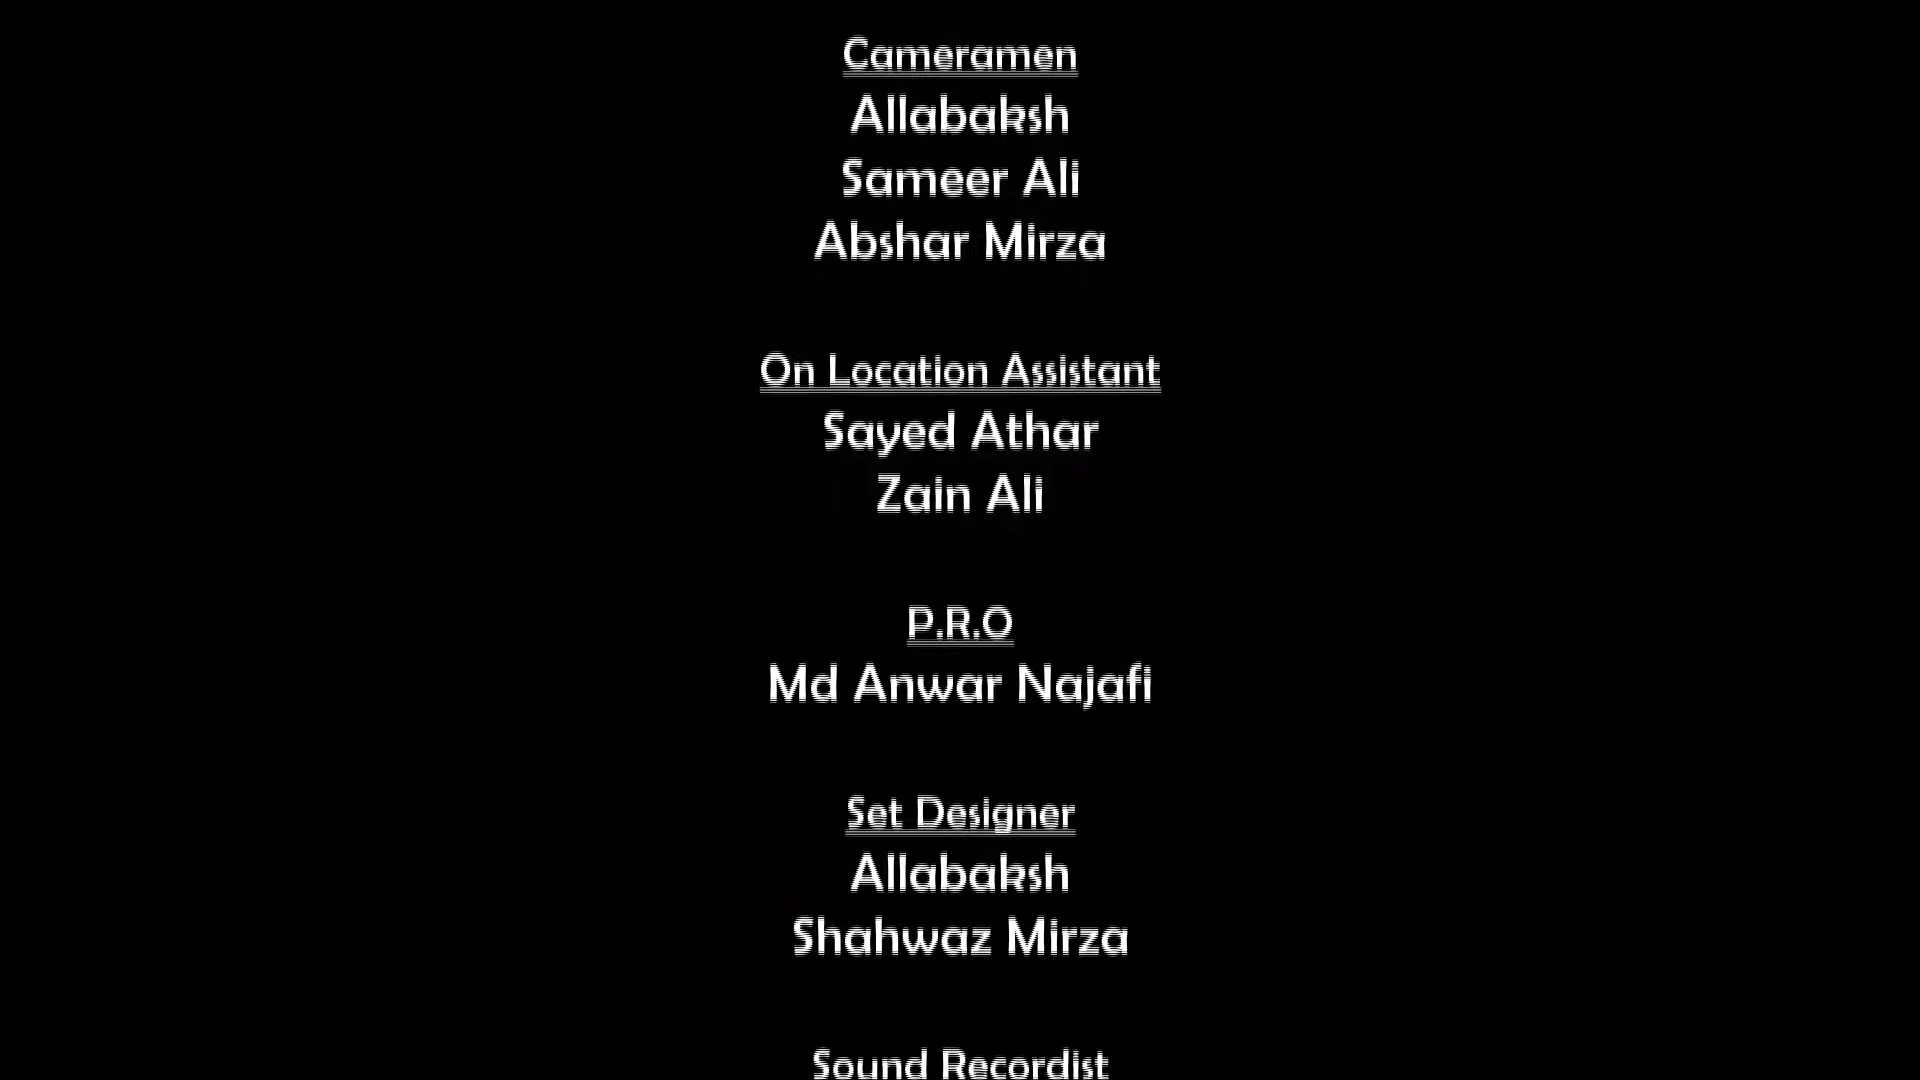 Cameramen
Allabaksh
Sameer Ali
Abshar Mirza
On Location Assistant
Sayed Athar
Zain Ali
P.R.O
Md Anwar Najafi
Set Designer
Allabaksh
Shahwaz Mirza
Sound Recordist